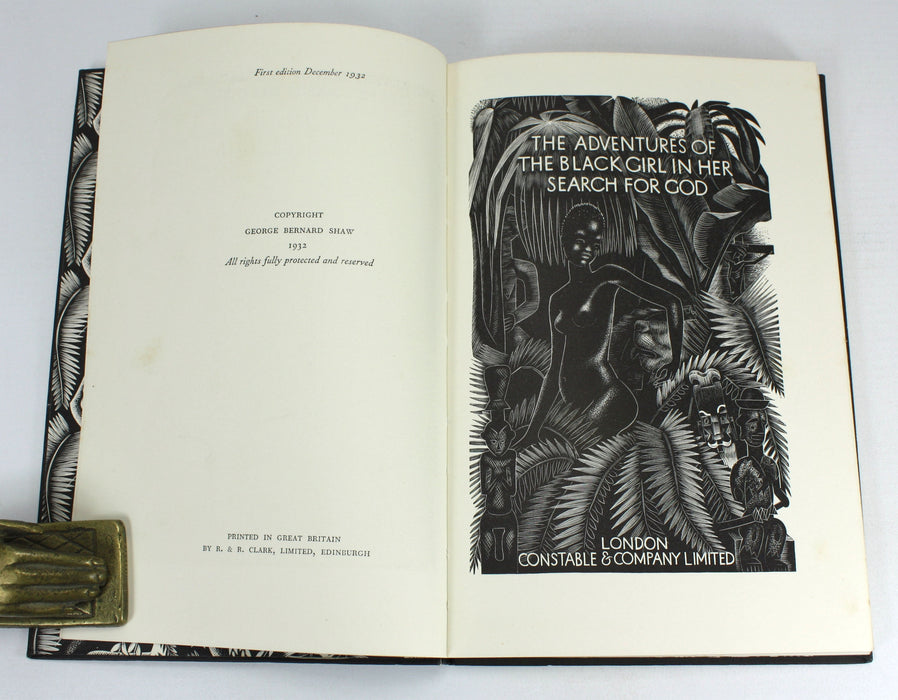 First edition December 1932
COPYRIGHT
GEORGE BERNARD SHAW
1932
All rights fully protected and reserved
PRINTED IN GREAT BRITAIN
BY R. & R. CLARK, LIMITED, EDINBURGH
THE ADVENTURES OF
THE BLACK GIRL IN HER
SEARCH FOR GOD
LONDON
CONSTABLE & COMPANY LIMITED